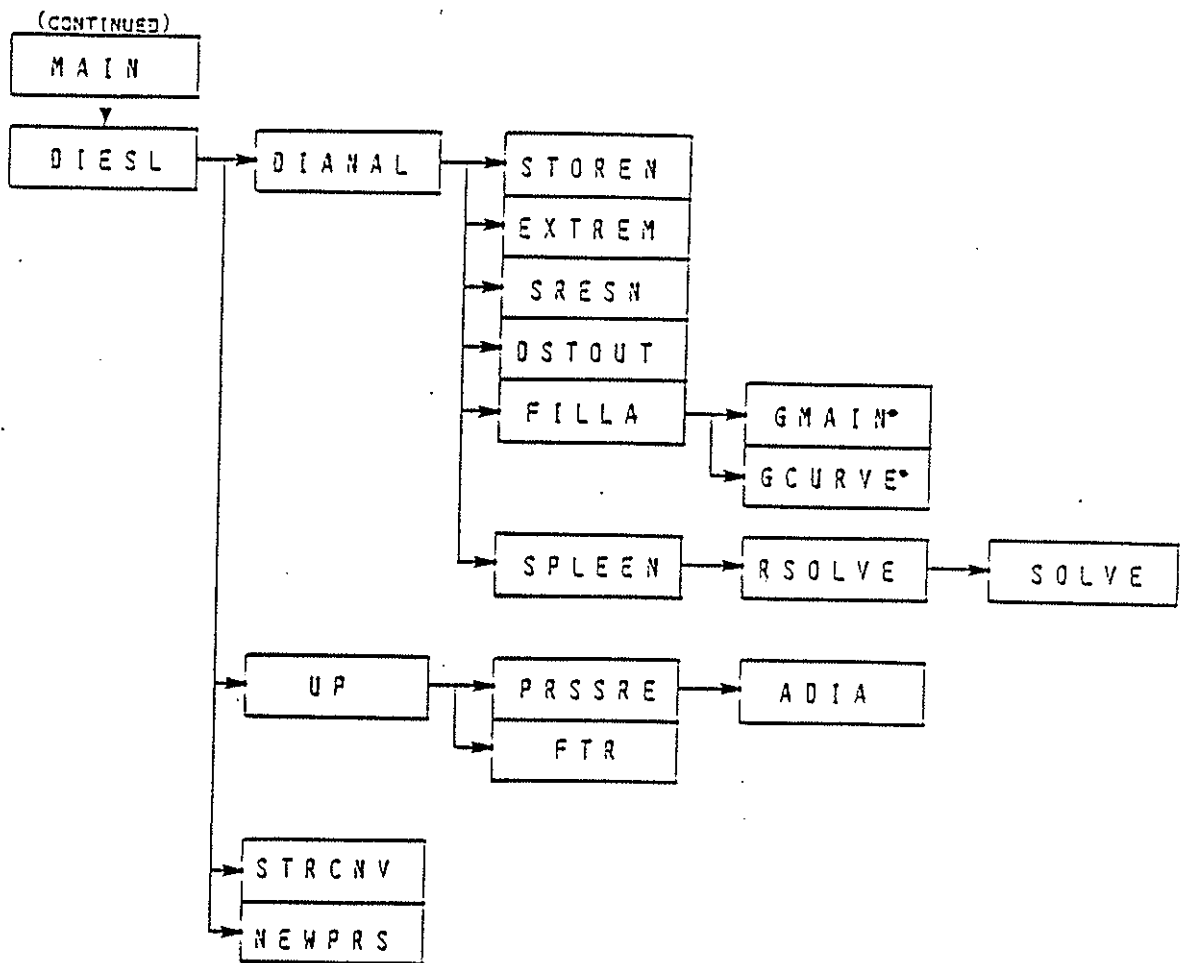 (CONTINUED)
MAIN
DIESL
DIANAL
STOREN
EXTREM
SRESN
DSTOUT
FILLA
GMAIN*
GCURVE*
SPLEEN
RSOLVE
SOLVE
UP
PRSSRE
ADIA
FTR
STRCNV
NEWPRS